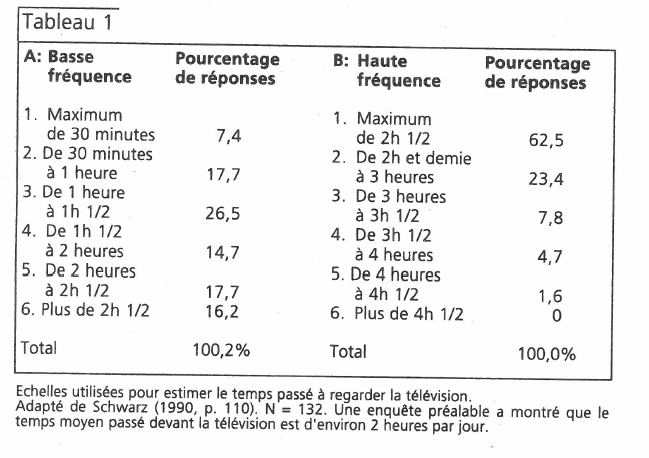 Tableau 1
A: Basse fréquence Pourcentage de réponses
1. Maximum
de 30 minutes 7,4
2. De 30 minutes
à 1 heure 17,7
3. De 1 heure
à 1h 1/2 26,5
4. De 1h 1/2
à 2 heures 14,7
5. De 2 heures
à 2h 1/2 17,7
6. Plus de 2h 1/2 16,2
Total 100,2%
B: Haute fréquence Pourcentage de réponses
1. Maximum
de 2h 1/2 62,5
2. De 2h et demie
à 3 heures 23,4
3. De 3 heures
à 3h 1/2 7,8
4. De 3h 1/2
à 4 heures 4,7
5. De 4 heures
à 4h 1/2 1,6
6. Plus de 4h 1/2 0
Total 100,0%
Echelles utilisées pour estimer le temps passé à regarder la télévision.
Adapté de Schwarz (1990, p. 110). N = 132. Une enquête préalable a montré que le
temps moyen passé devant la télévision est d'environ 2 heures par jour.